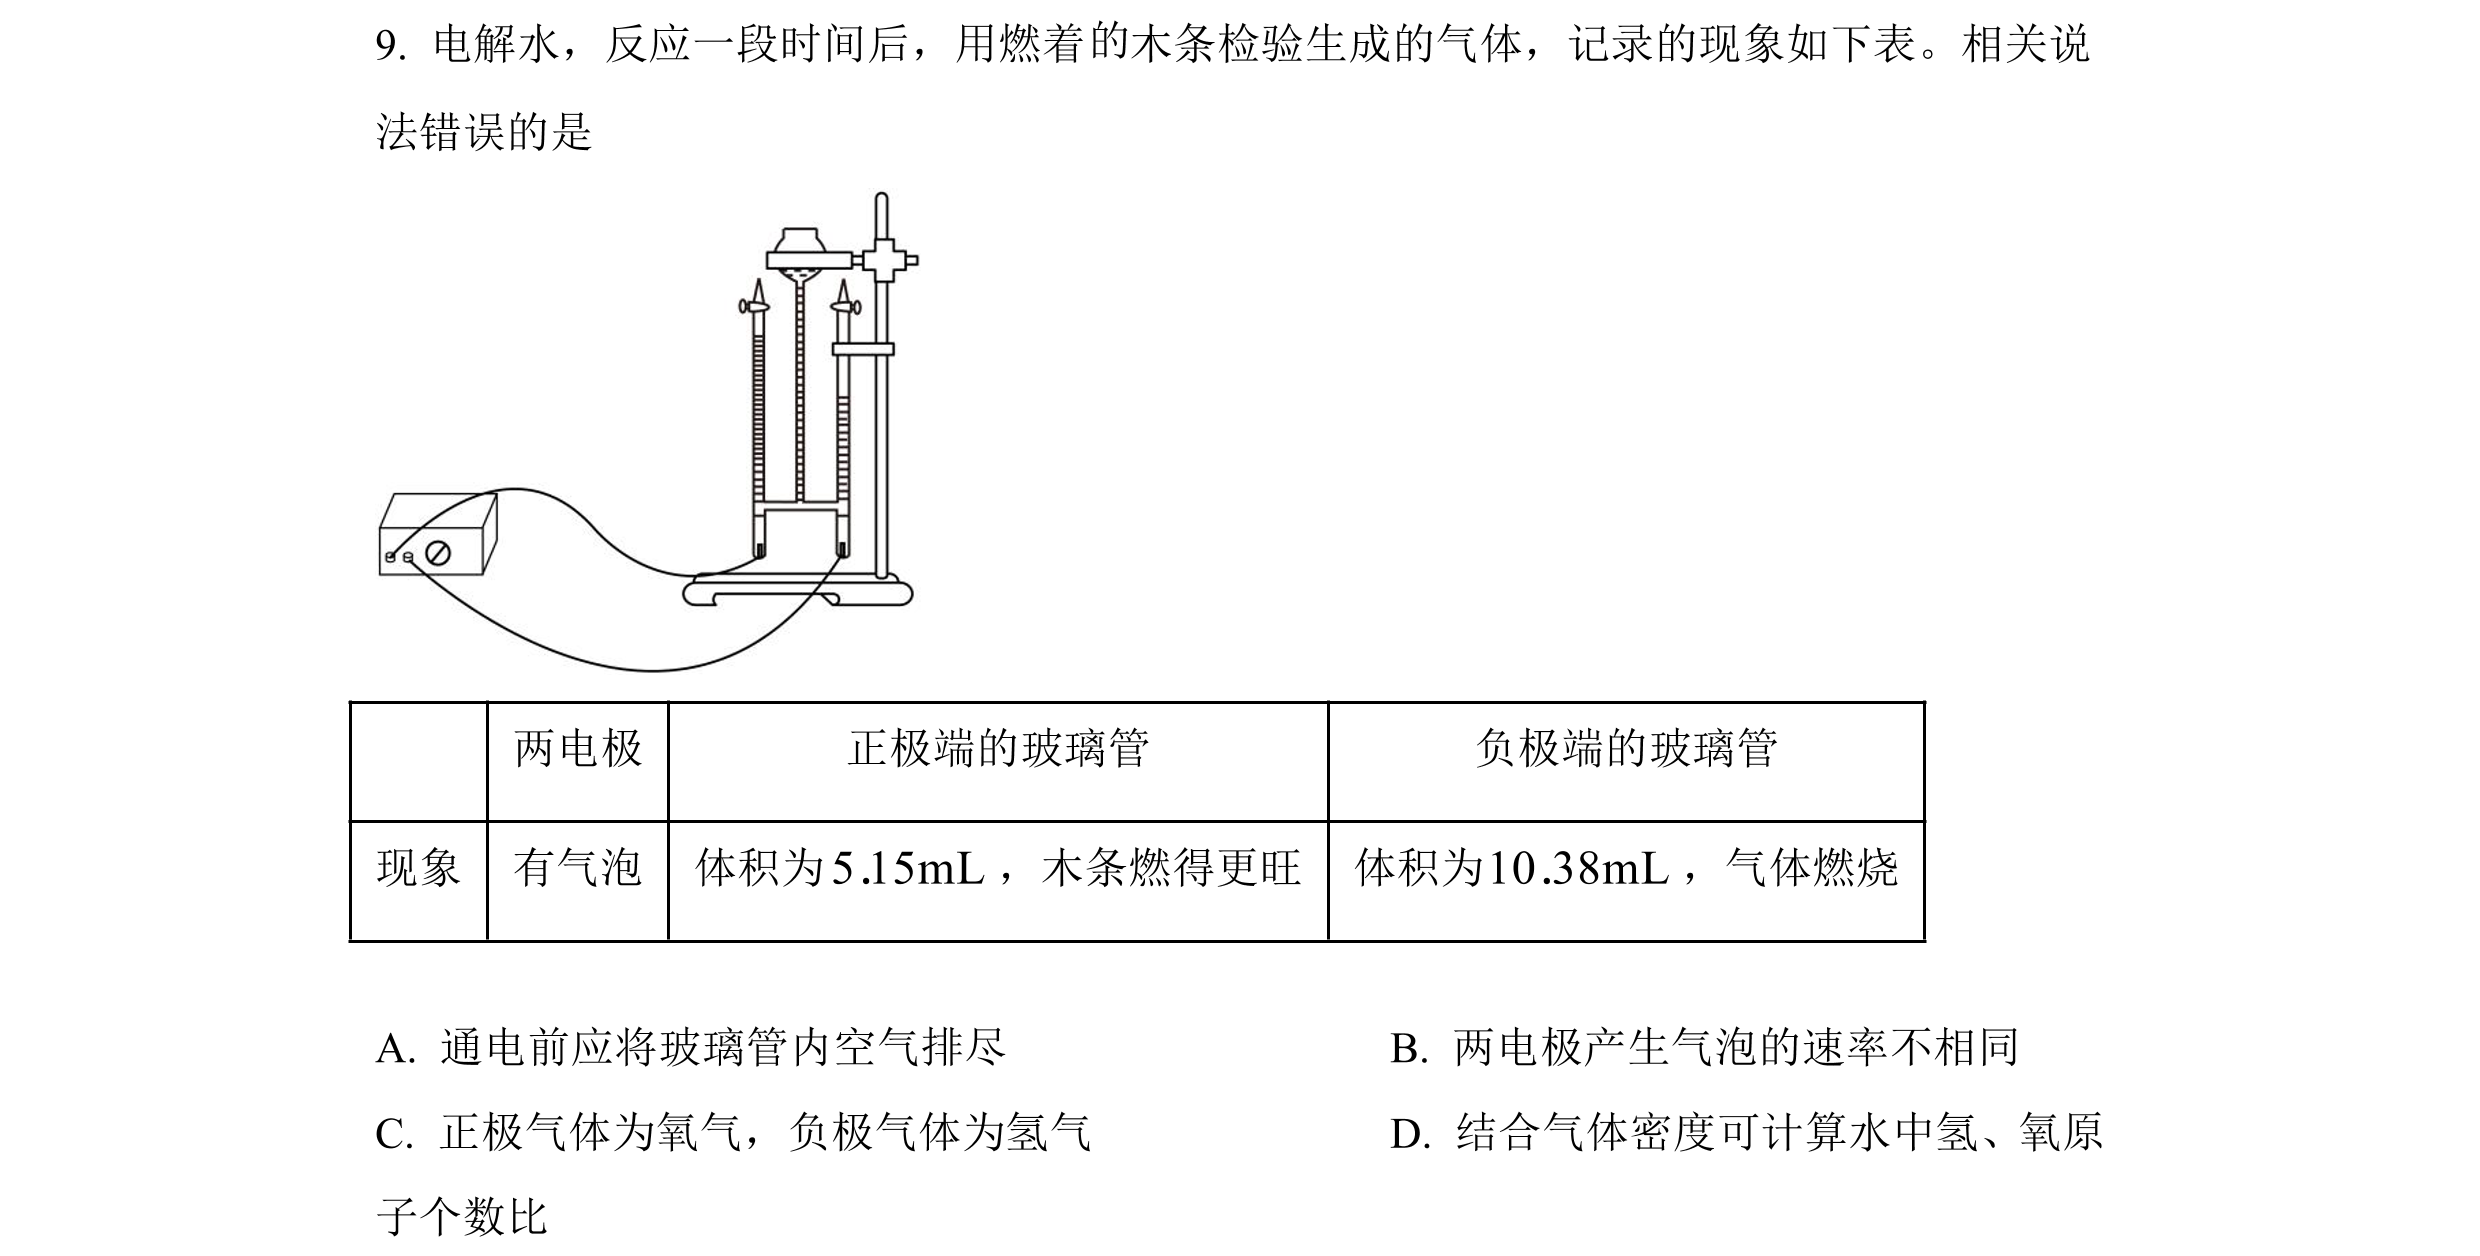 9. 电解水，反应一段时间后，用燃着的木条检验生成的气体，记录的现象如下表。相关说
法错误的是
两电极 正极端的玻璃管 负极端的玻璃管
现象 有气泡 体积为5.15mL，木条燃得更旺 体积为10.38mL，气体燃烧
A. 通电前应将玻璃管内空气排尽 B. 两电极产生气泡的速率不相同
C. 正极气体为氧气，负极气体为氢气 D. 结合气体密度可计算水中氢、氧原
子个数比